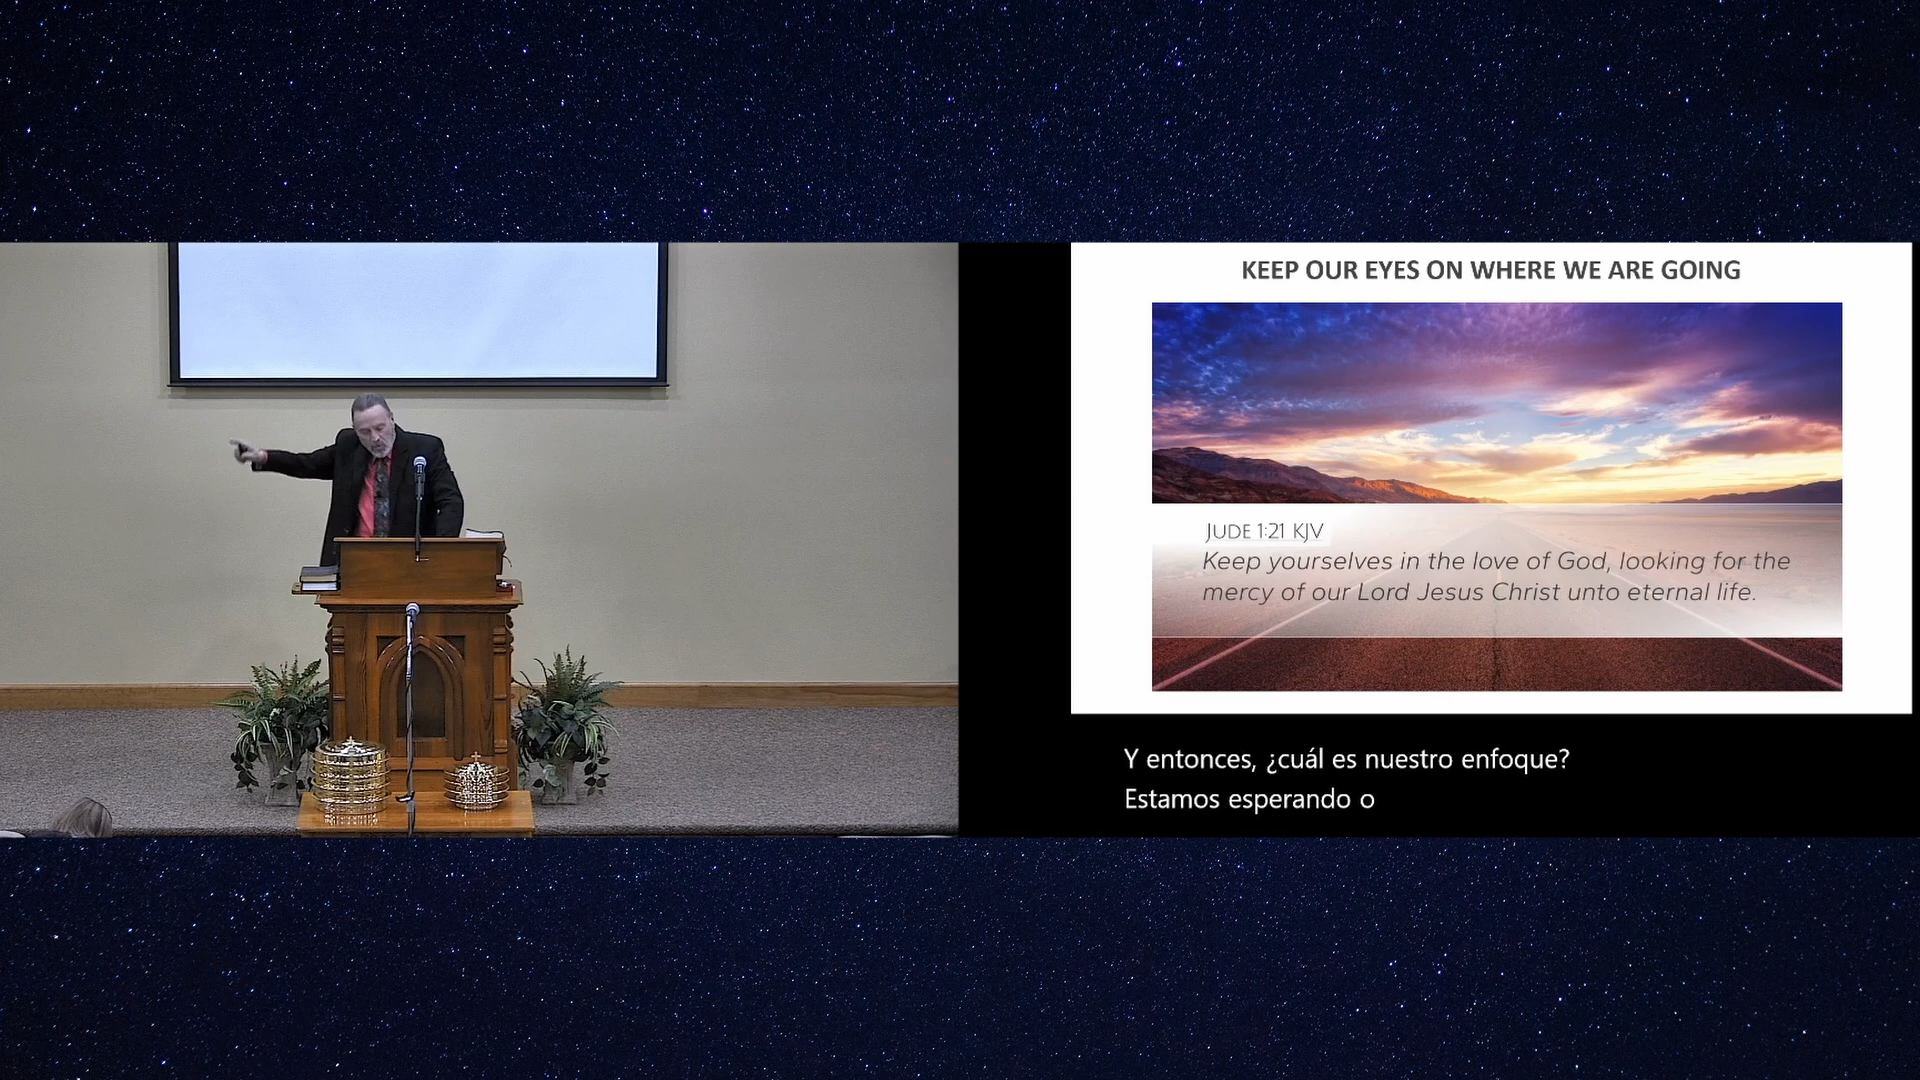 KEEP OUR EYES ON WHERE WE ARE GOING
JUDE 1:21 KJV
Keep yourselves in the love of God, looking for the
mercy of our Lord Jesus Christ unto eternal life.
Y entonces, ¿cuál es nuestro enfoque?
Estamos esperando o